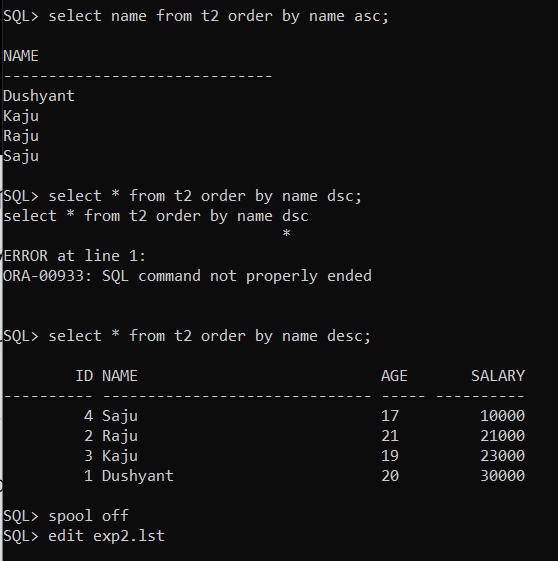 SQL> select name from t2 order by name asc;
NAME
------------------------------
Dushyant
Kaju
Raju
Saju
SQL> select * from t2 order by name dsc;
select * from t2 order by name dsc
*
ERROR at line 1:
ORA-00933: SQL command not properly ended
SQL> select * from t2 order by name desc;
ID NAME AGE SALARY
---------- ------------------------------ ----- ----------
4 Saju 17 10000
2 Raju 21 21000
3 Kaju 19 23000
1 Dushyant 20 30000
SQL> spool off
SQL> edit exp2.lst